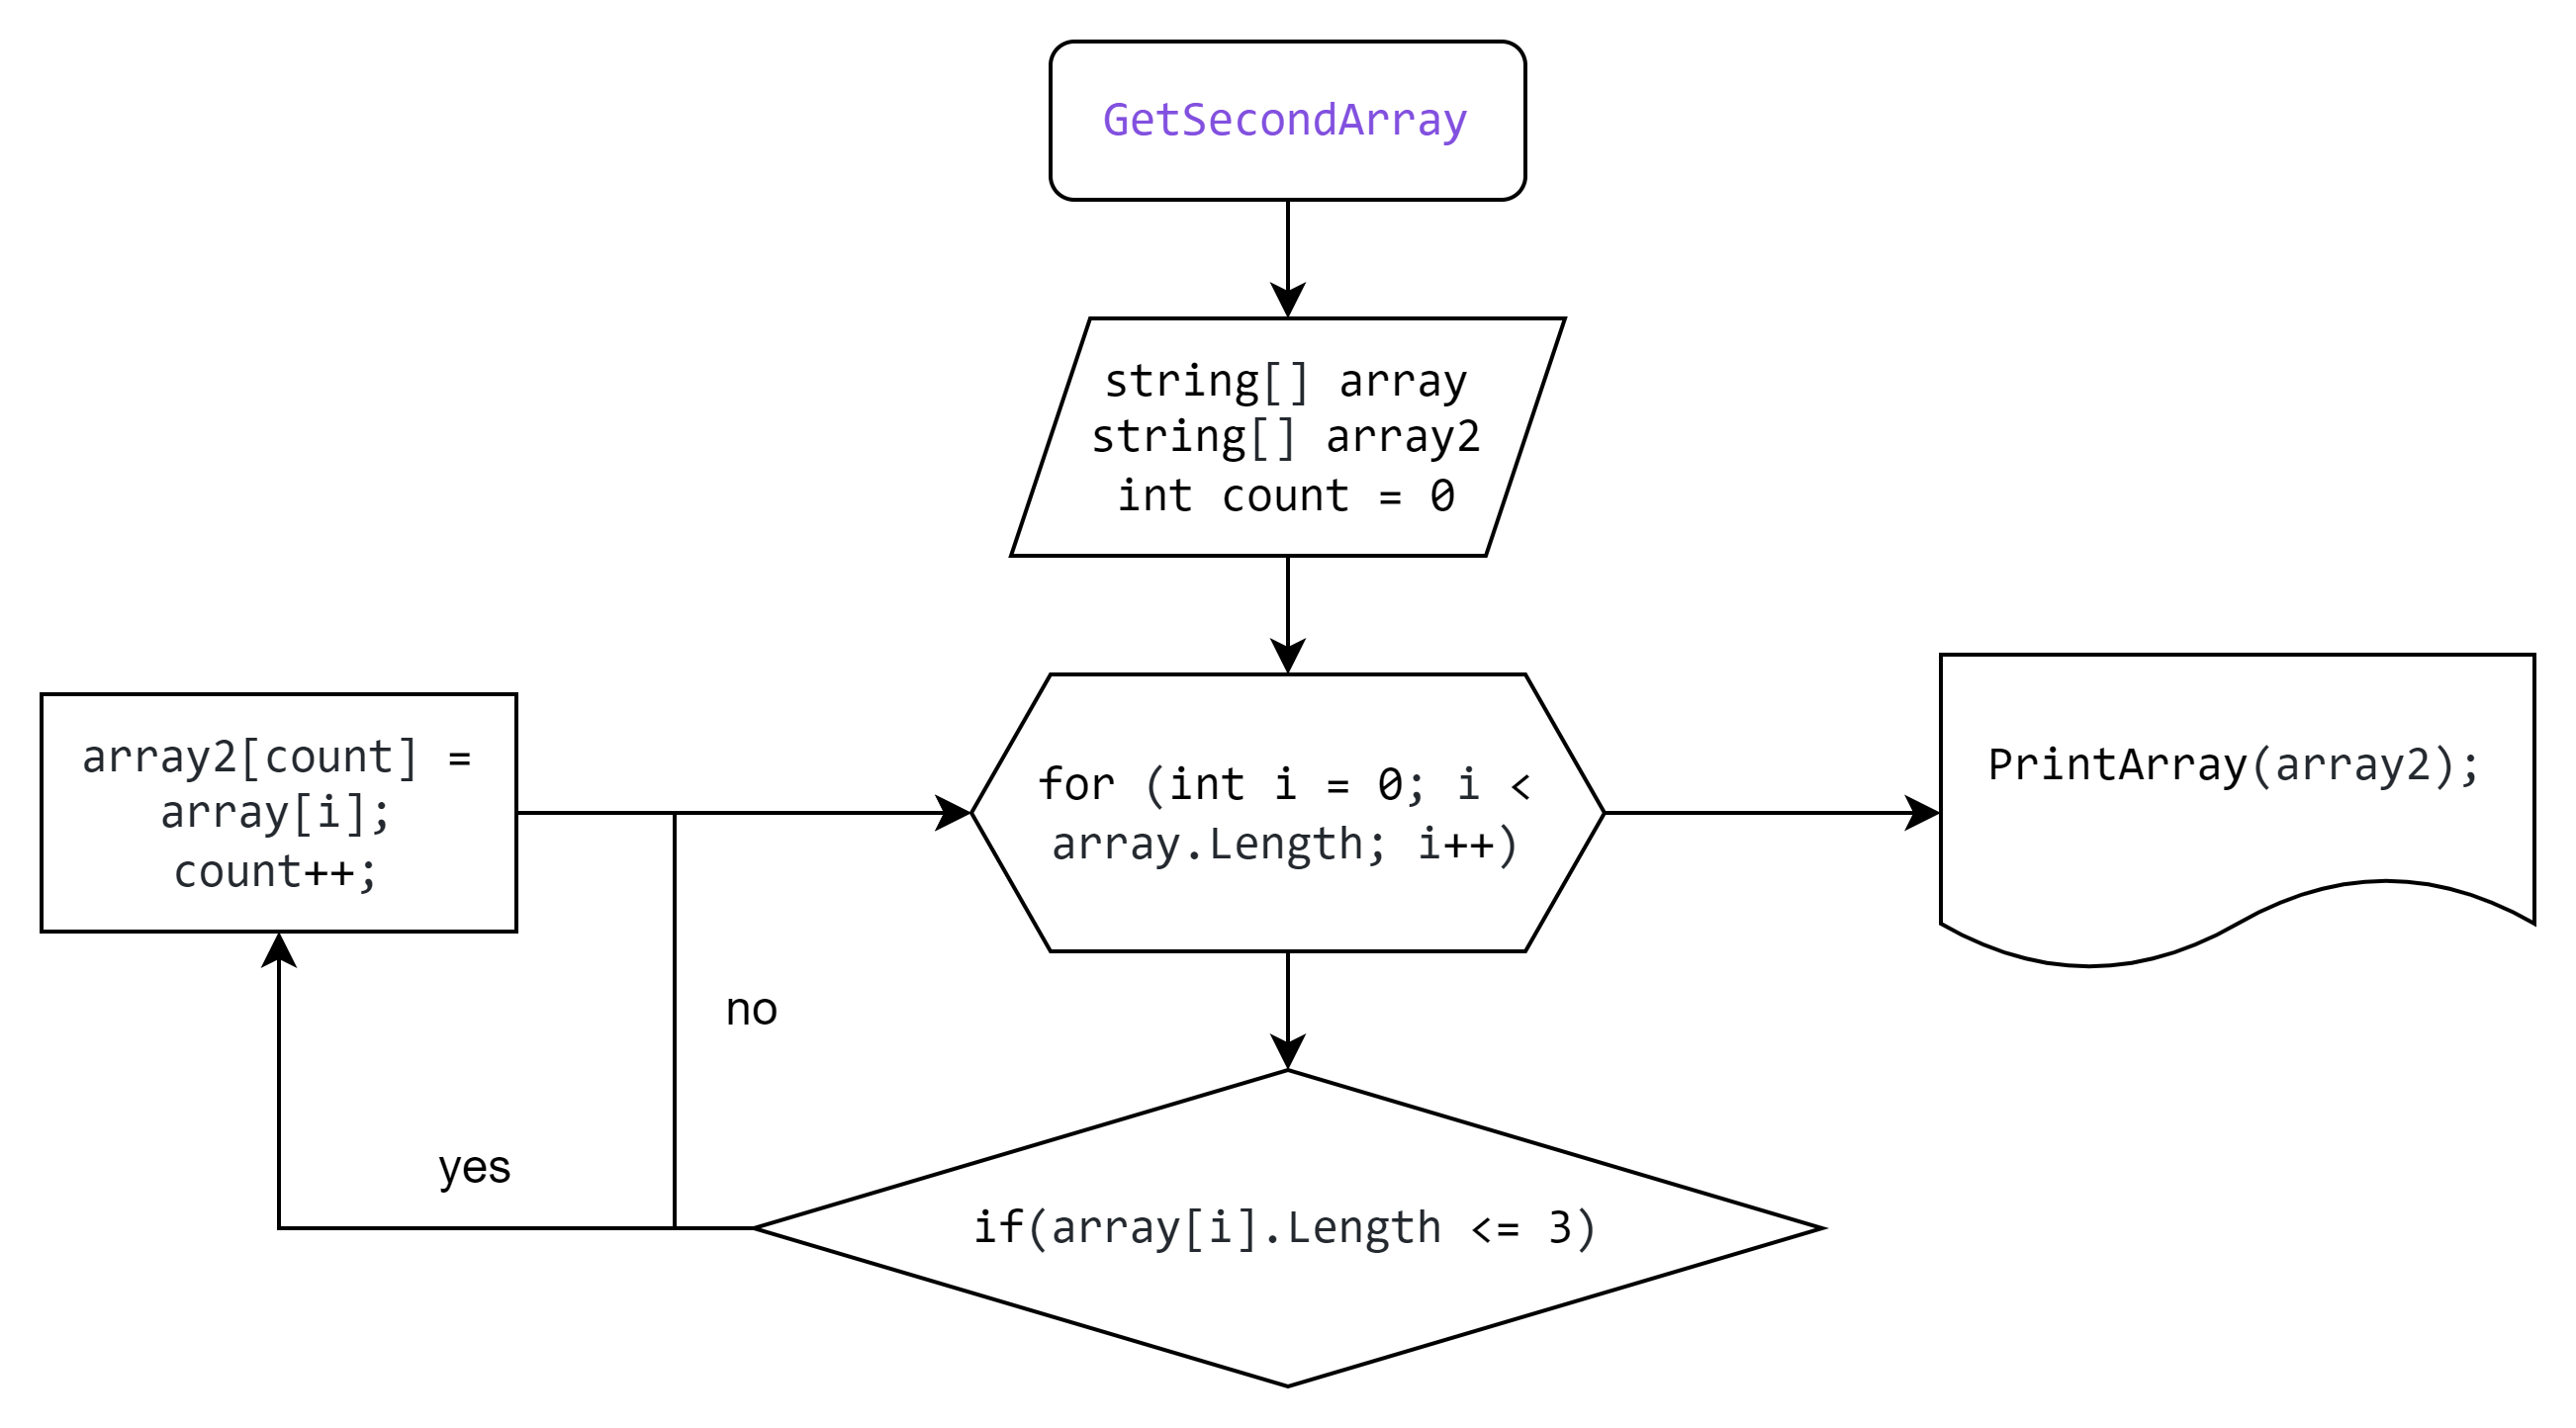 GetSecondArray
string[] array
string[] array2
int count = 0
for (int i = 0; i <
array.Length; i++)
PrintArray(array2);
array2[count] =
array[i];
count++;
no
yes
if(array[i].Length <= 3)